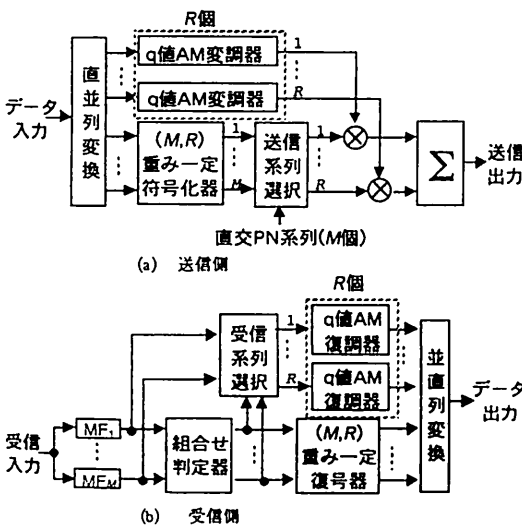 R個
q値AM変調器
1
q値AM変調器
R
データ
入力
直並列変換
(M,R)
重み一定
符号化器
1
M
送信
系列
選択
1
R
Σ
送信
出力
直交PN系列(M個)
(a) 送信側
R個
受信
系列
選択
1
R
q値AM
復調器
q値AM
復調器
並直列変換
データ
出力
受信
入力
MF1
MFM
組合せ
判定器
(M,R)
重み一定
復号器
(b) 受信側